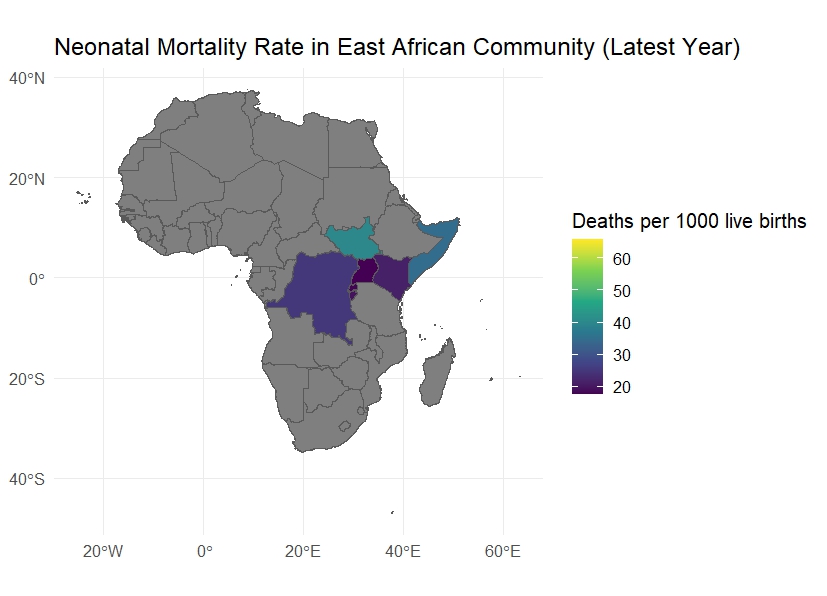 Neonatal Mortality Rate in East African Community (Latest Year)
40°N
20°N
0°
20°S
40°S
20°W
0°
20°E
40°E
60°E
Deaths per 1000 live births
60
50
40
30
20